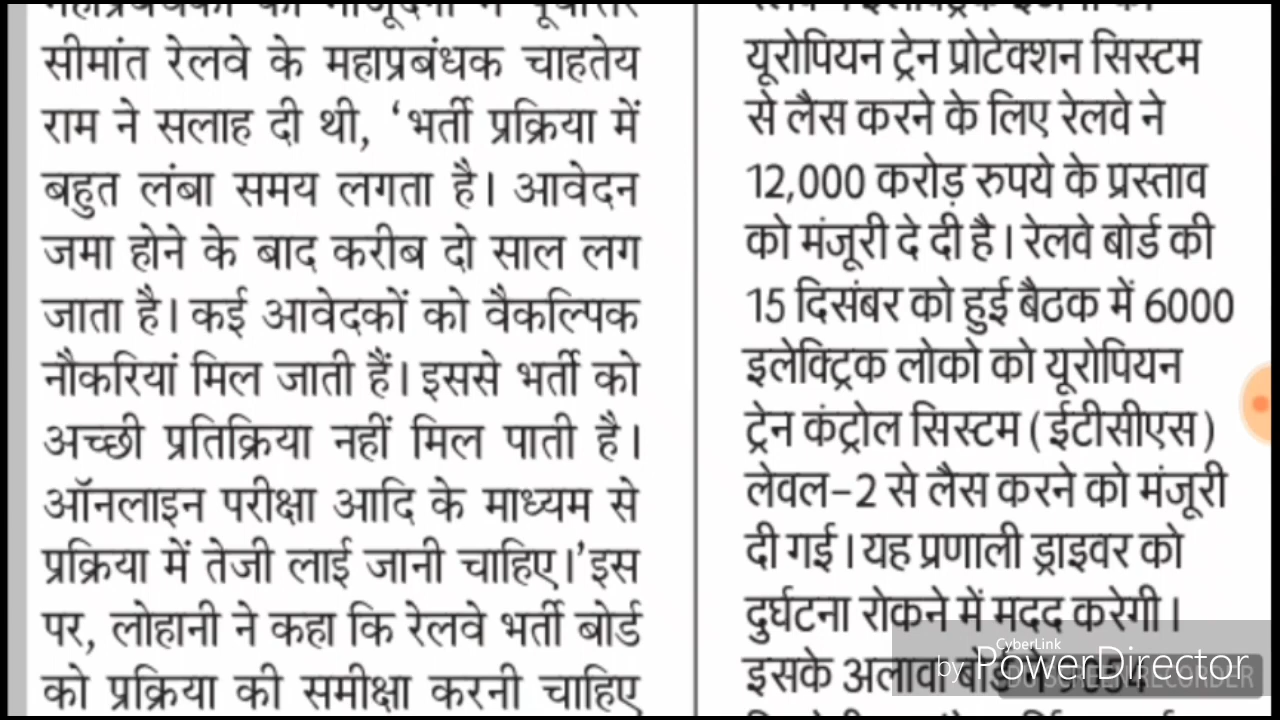 सीमांत रेलवे के महाप्रबंधक चाहतेय
राम ने सलाह दी थी, ‘भर्ती प्रक्रिया में
बहुत लंबा समय लगता है। आवेदन
जमा होने के बाद करीब दो साल लग
जाता है। कई आवेदकों को वैकल्पिक
नौकरियां मिल जाती हैं। इससे भर्ती को
अच्छी प्रतिक्रिया नहीं मिल पाती है।
ऑनलाइन परीक्षा आदि के माध्यम से
प्रक्रिया में तेजी लाई जानी चाहिए।’इस
पर, लोहानी ने कहा कि रेलवे भर्ती बोर्ड
को प्रक्रिया की समीक्षा करनी चाहिए
यूरोपियन ट्रेन प्रोटेक्शन सिस्टम
से लैस करने के लिए रेलवे ने
12,000 करोड़ रुपये के प्रस्ताव
को मंजूरी दे दी है। रेलवे बोर्ड की
15 दिसंबर को हुई बैठक में 6000
इलेक्ट्रिक लोको को यूरोपियन
ट्रेन कंट्रोल सिस्टम (ईटीसीएस)
लेवल-2 से लैस करने को मंजूरी
दी गई। यह प्रणाली ड्राइवर को
दुर्घटना रोकने में मदद करेगी।
इसके अलावा बोर्ड ने
CyberLink
by PowerDirector
RECORDER